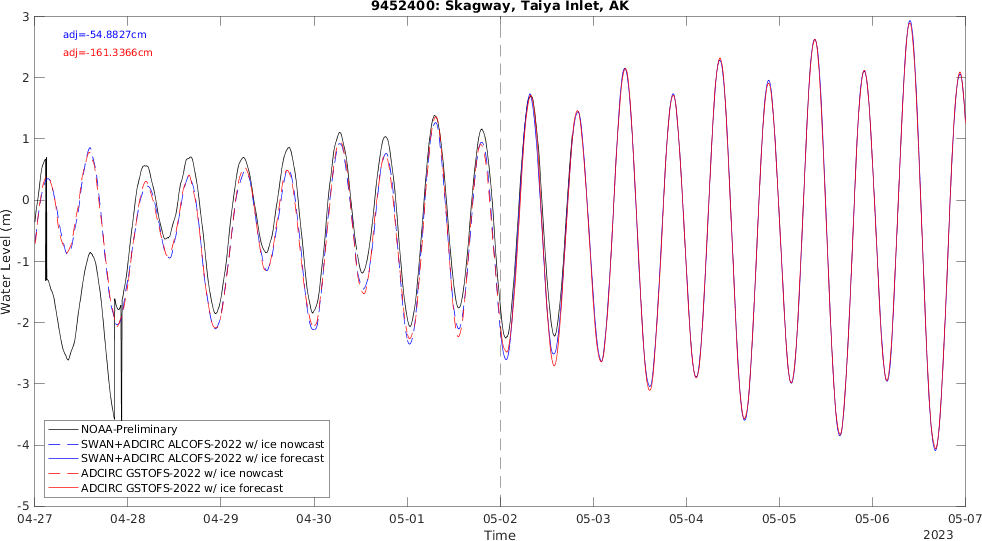 9452400: Skagway, Taiya Inlet, AK
adj=-54.8827cm
adj=-161.3366cm
3
2
1
0
-1
-2
-3
-4
-5
Water Level (m)
NOAA-Preliminary
SWAN+ADCIRC ALCOFS-2022 w/ ice nowcast
SWAN+ADCIRC ALCOFS-2022 w/ ice forecast
ADCIRC GSTOFS-2022 w/ ice nowcast
ADCIRC GSTOFS-2022 w/ ice forecast
04-27 04-28 04-29 04-30 05-01 05-02 05-03 05-04 05-05 05-06 05-07
Time
2023